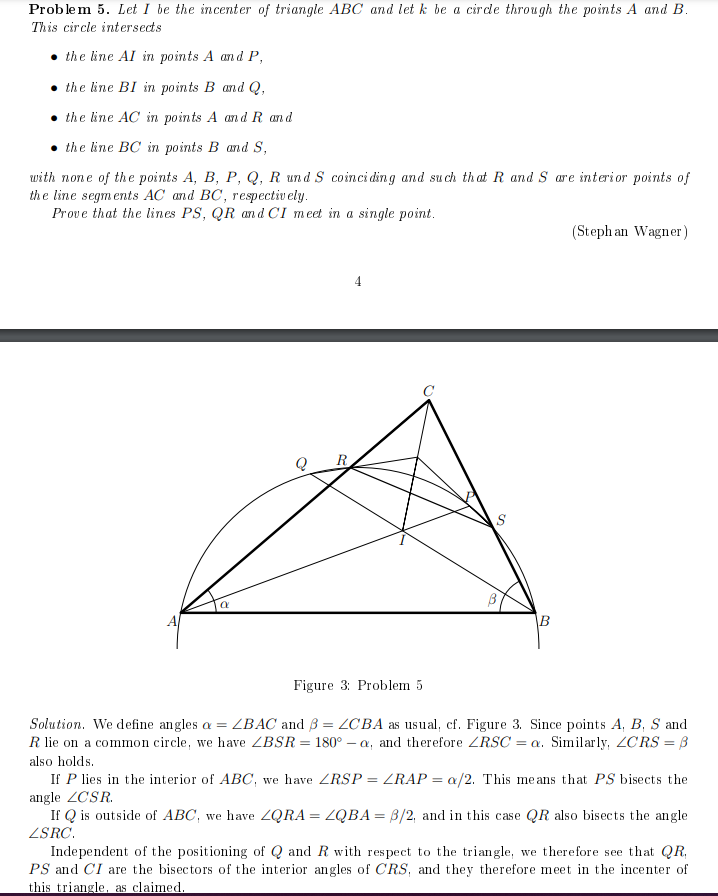 Problem 5. Let I be the incenter of triangle ABC and let k be a circle through the points A and B.
This circle intersects
• the line AI in points A and P,
• the line BI in points B and Q,
• the line AC in points A and R and
• the line BC in points B and S,
with none of the points A, B, P, Q, R und S coinciding and such that R and S are interior points of
the line segments AC and BC, respectively.
Prove that the lines PS, QR and CI meet in a single point.
(Stephan Wagner)
4
C
Q
R
P
S
I
α
β
A
B
Figure 3: Problem 5
Solution. We define angles α = ∠BAC and β = ∠CBA as usual, cf. Figure 3. Since points A, B, S and
R lie on a common circle, we have ∠BSR = 180° − α, and therefore ∠RSC = α. Similarly, ∠CRS = β
also holds.
If P lies in the interior of ABC, we have ∠RSP = ∠RAP = α/2. This means that PS bisects the
angle ∠CSR.
If Q is outside of ABC, we have ∠QRA = ∠QBA = β/2, and in this case QR also bisects the angle
∠SRC.
Independent of the positioning of Q and R with respect to the triangle, we therefore see that QR,
PS and CI are the bisectors of the interior angles of CRS, and they therefore meet in the incenter of
this triangle, as claimed.